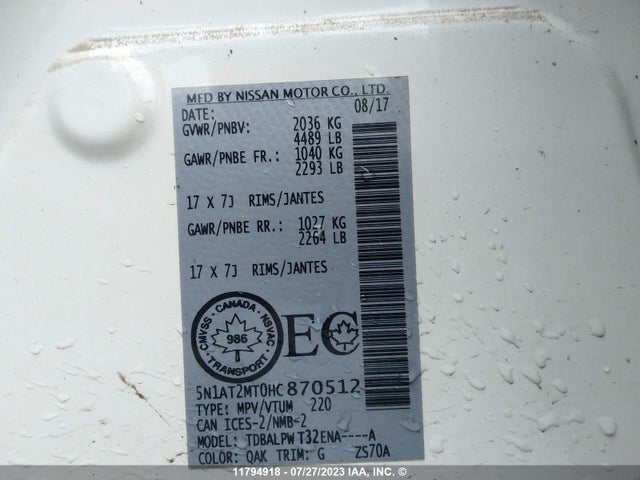 MFD BY NISSAN MOTOR CO., LTD.
DATE: 08/17
GVWR/PNBV: 2036 KG
4489 LB
GAWR/PNBE FR.: 1040 KG
2293 LB
17 X 7J RIMS/JANTES
GAWR/PNBE RR.: 1027 KG
2264 LB
17 X 7J RIMS/JANTES
CANADA · NSVAC · TRANSPORT · CMVSS ·
986
EC
5N1AT2MT0HC870512
TYPE: MPV/VTUM 220
CAN ICES-2/NMB-2
MODEL: TDBALPWT32ENA----A
COLOR: QAK TRIM: G ZS70A
11794918 - 07/27/2023 IAA, Inc.